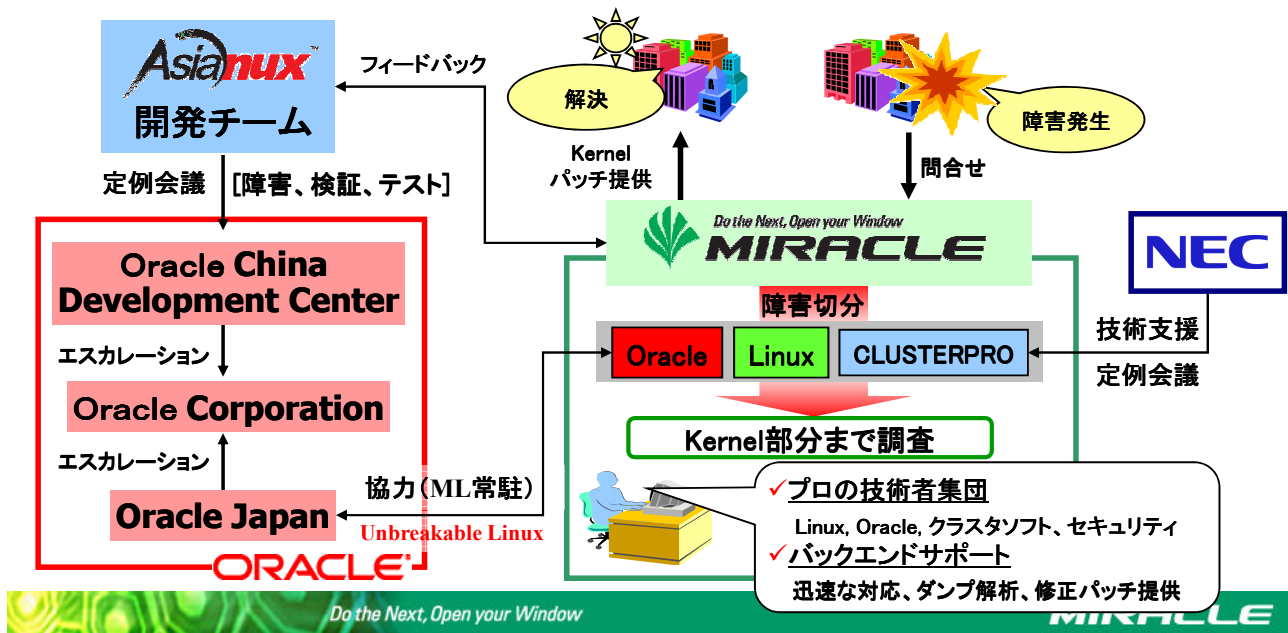 Asianux™
開発チーム
フィードバック
解決
障害発生
Kernel
パッチ提供
問合せ
定例会議 [障害、検証、テスト]
Do the Next, Open your Window
MIRACLE
NEC
Oracle China
Development Center
障害切分
技術支援
エスカレーション
Oracle
Linux
CLUSTERPRO
定例会議
Oracle Corporation
Kernel部分まで調査
エスカレーション
協力(ML常駐)
Oracle Japan
Unbreakable Linux
ORACLE®
✓プロの技術者集団
Linux, Oracle, クラスタソフト、セキュリティ
✓バックエンドサポート
迅速な対応、ダンプ解析、修正パッチ提供
Do the Next, Open your Window
MIRACLE